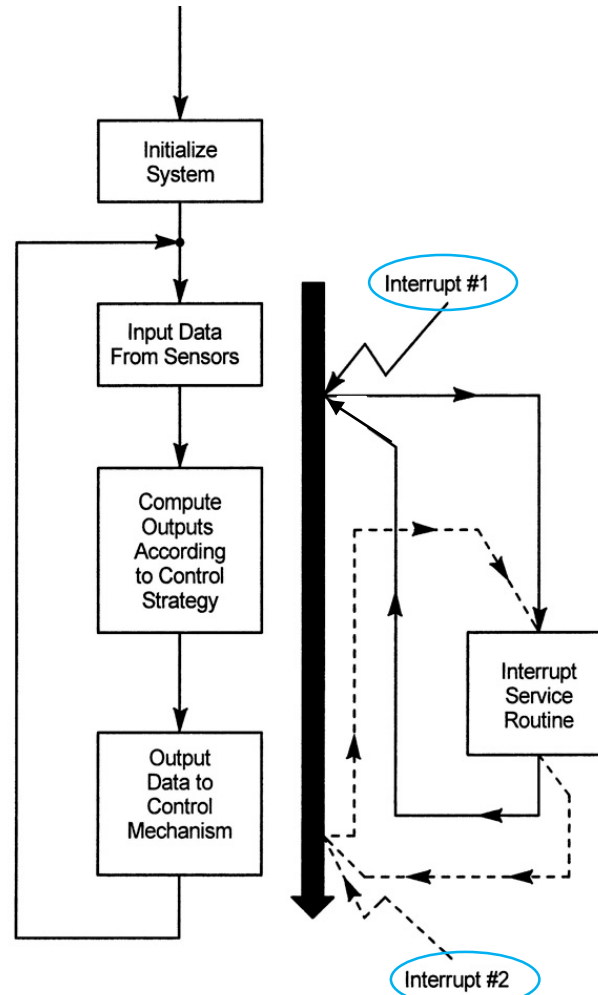 Initialize
System
Interrupt #1
Input Data
From Sensors
Compute
Outputs
According
to Control
Strategy
Interrupt
Service
Routine
Output
Data to
Control
Mechanism
Interrupt #2